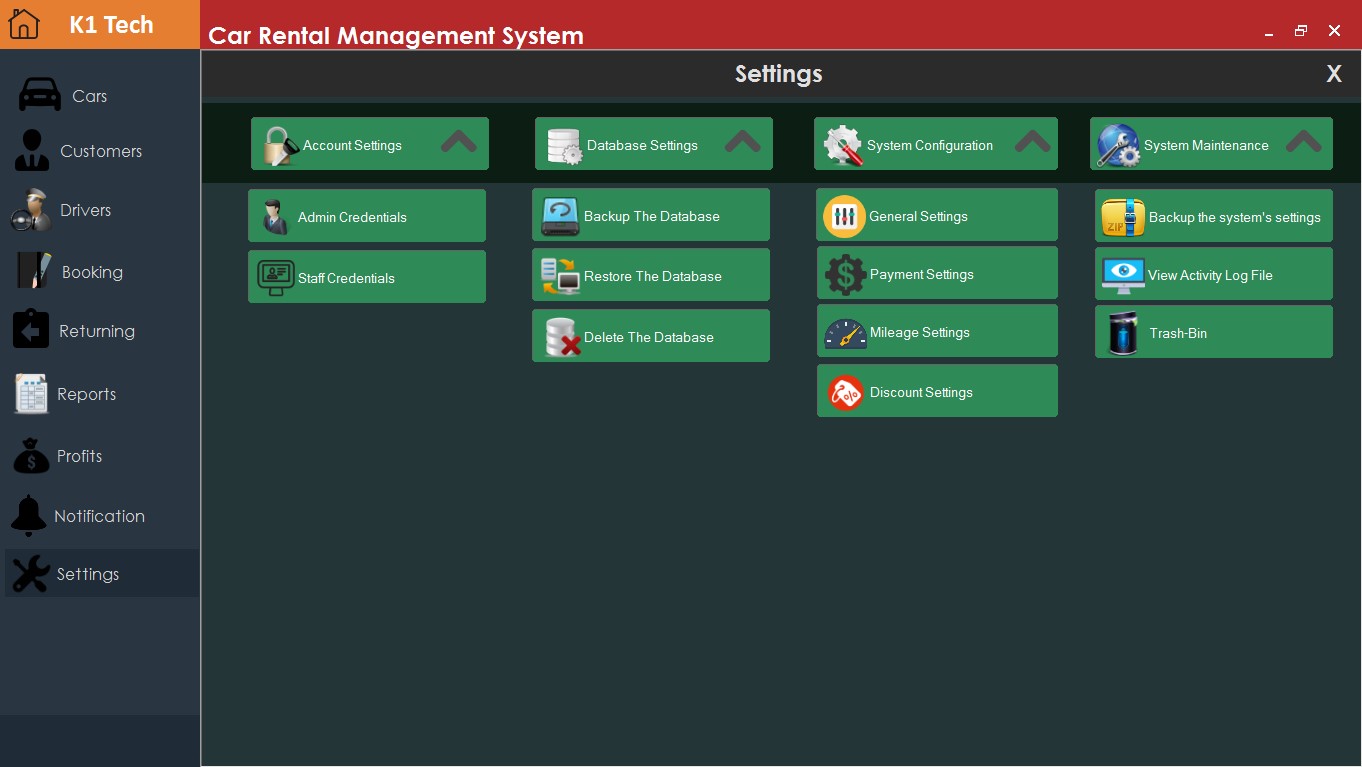 K1 Tech
Car Rental Management System
Settings
X
Cars
Customers
Drivers
Booking
Returning
Reports
Profits
Notification
Settings
Account Settings
Admin Credentials
Staff Credentials
Database Settings
Backup The Database
Restore The Database
Delete The Database
System Configuration
General Settings
Payment Settings
Mileage Settings
Discount Settings
System Maintenance
ZIP
Backup the system's settings
View Activity Log File
Trash-Bin